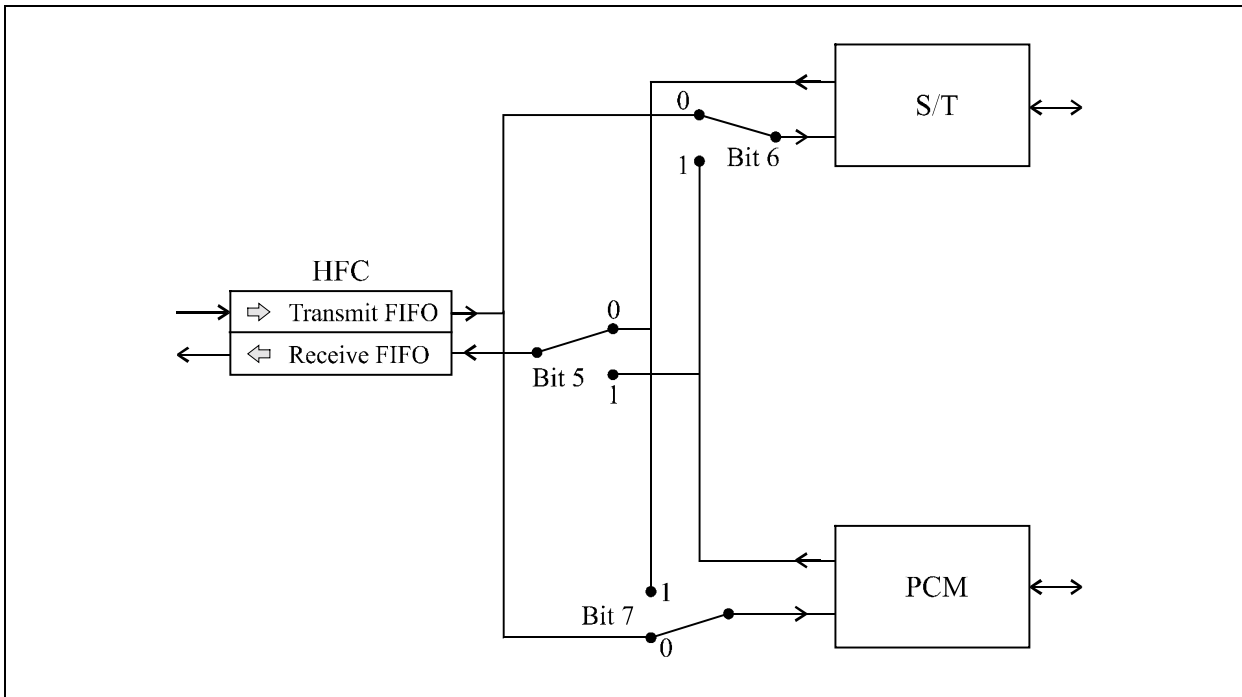 S/T
0
Bit 6
1
HFC
Transmit FIFO
0
Receive FIFO
Bit 5
1
PCM
1
Bit 7
0